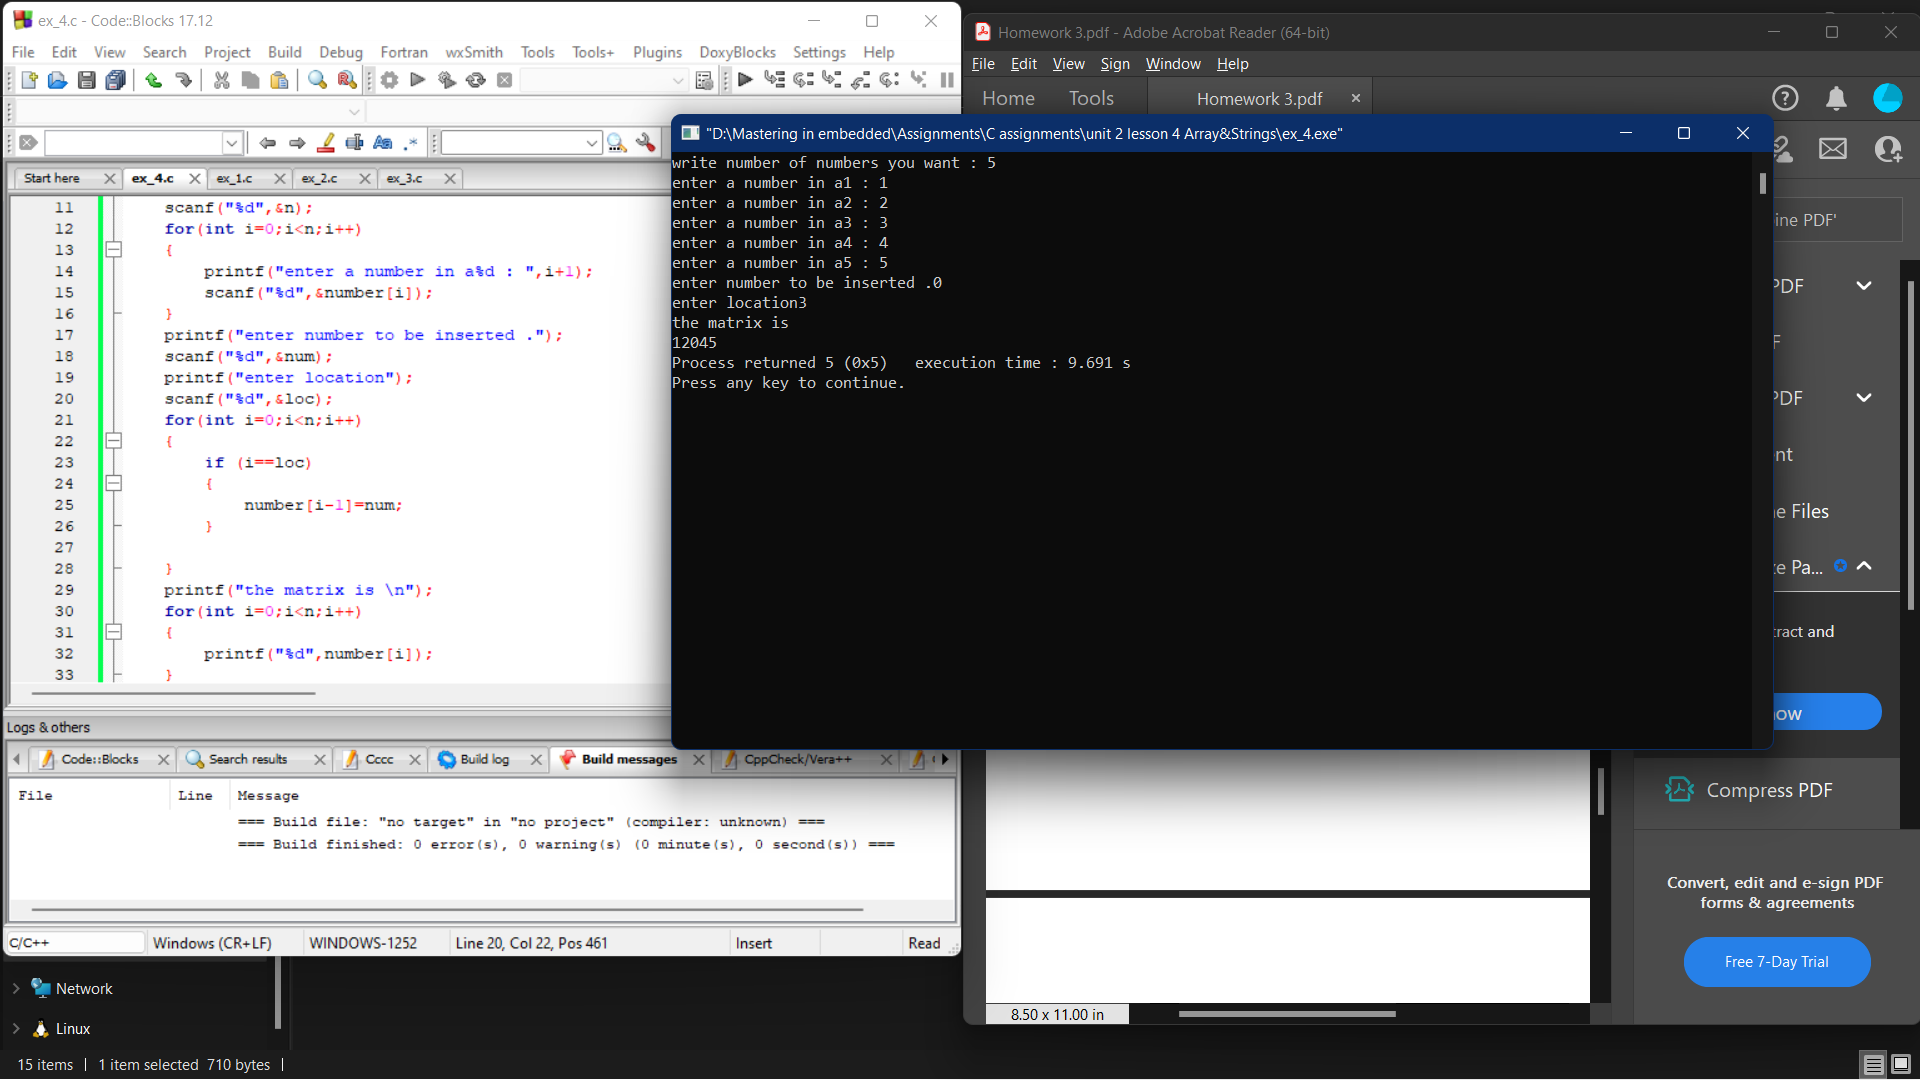 ex_4.c - Code::Blocks 17.12
File Edit View Search Project Build Debug Fortran wxSmith Tools Tools+ Plugins DoxyBlocks Settings Help
Start here ex_4.c ex_1.c ex_2.c ex_3.c
11 scanf("%d",&n);
12 for(int i=0;i<n;i++)
13 {
14 printf("enter a number in a%d : ",i+1);
15 scanf("%d",&number[i]);
16 }
17 printf("enter number to be inserted .");
18 scanf("%d",&num);
19 printf("enter location");
20 scanf("%d",&loc);
21 for(int i=0;i<n;i++)
22 {
23 if (i==loc)
24 {
25 number[i-1]=num;
26 }
27
28 }
29 printf("the matrix is \n");
30 for(int i=0;i<n;i++)
31 {
32 printf("%d",number[i]);
33 }
Logs & others
Code::Blocks Search results Cccc Build log Build messages CppCheck/Vera++
File Line Message
=== Build file: "no target" in "no project" (compiler: unknown) ===
=== Build finished: 0 error(s), 0 warning(s) (0 minute(s), 0 second(s)) ===
C/C++ Windows (CR+LF) WINDOWS-1252 Line 20, Col 22, Pos 461 Insert Read
Network
Linux
15 items 1 item selected 710 bytes
Homework 3.pdf - Adobe Acrobat Reader (64-bit)
File Edit View Sign Window Help
Home Tools Homework 3.pdf
"D:\Mastering in embedded\Assignments\C assignments\unit 2 lesson 4 Array&Strings\ex_4.exe"
write number of numbers you want : 5
enter a number in a1 : 1
enter a number in a2 : 2
enter a number in a3 : 3
enter a number in a4 : 4
enter a number in a5 : 5
enter number to be inserted .0
enter location3
the matrix is
12045
Process returned 5 (0x5) execution time : 9.691 s
Press any key to continue.
ine PDF'
PDF
F
PDF
nt
e Files
te Pa...
tract and
now
Compress PDF
Convert, edit and e-sign PDF
forms & agreements
Free 7-Day Trial
8.50 x 11.00 in